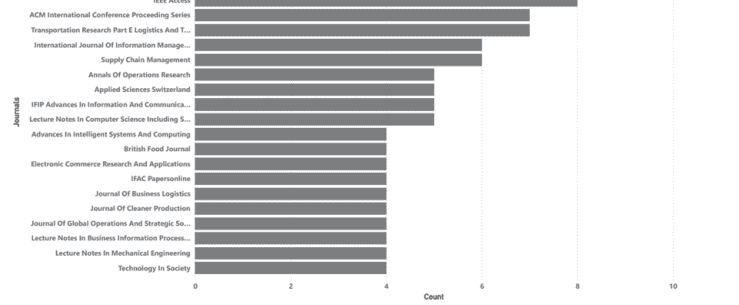 IEEE Access
ACM International Conference Proceeding Series
Transportation Research Part E Logistics And T...
International Journal Of Information Manage...
Supply Chain Management
Annals Of Operations Research
Applied Sciences Switzerland
IFIP Advances In Information And Communica...
Lecture Notes In Computer Science Including S...
Advances In Intelligent Systems And Computing
British Food Journal
Electronic Commerce Research And Applications
IFAC Papersonline
Journal Of Business Logistics
Journal Of Cleaner Production
Journal Of Global Operations And Strategic So...
Lecture Notes In Business Information Process...
Lecture Notes In Mechanical Engineering
Technology In Society
Journals
0 2 4 6 8 10
Count